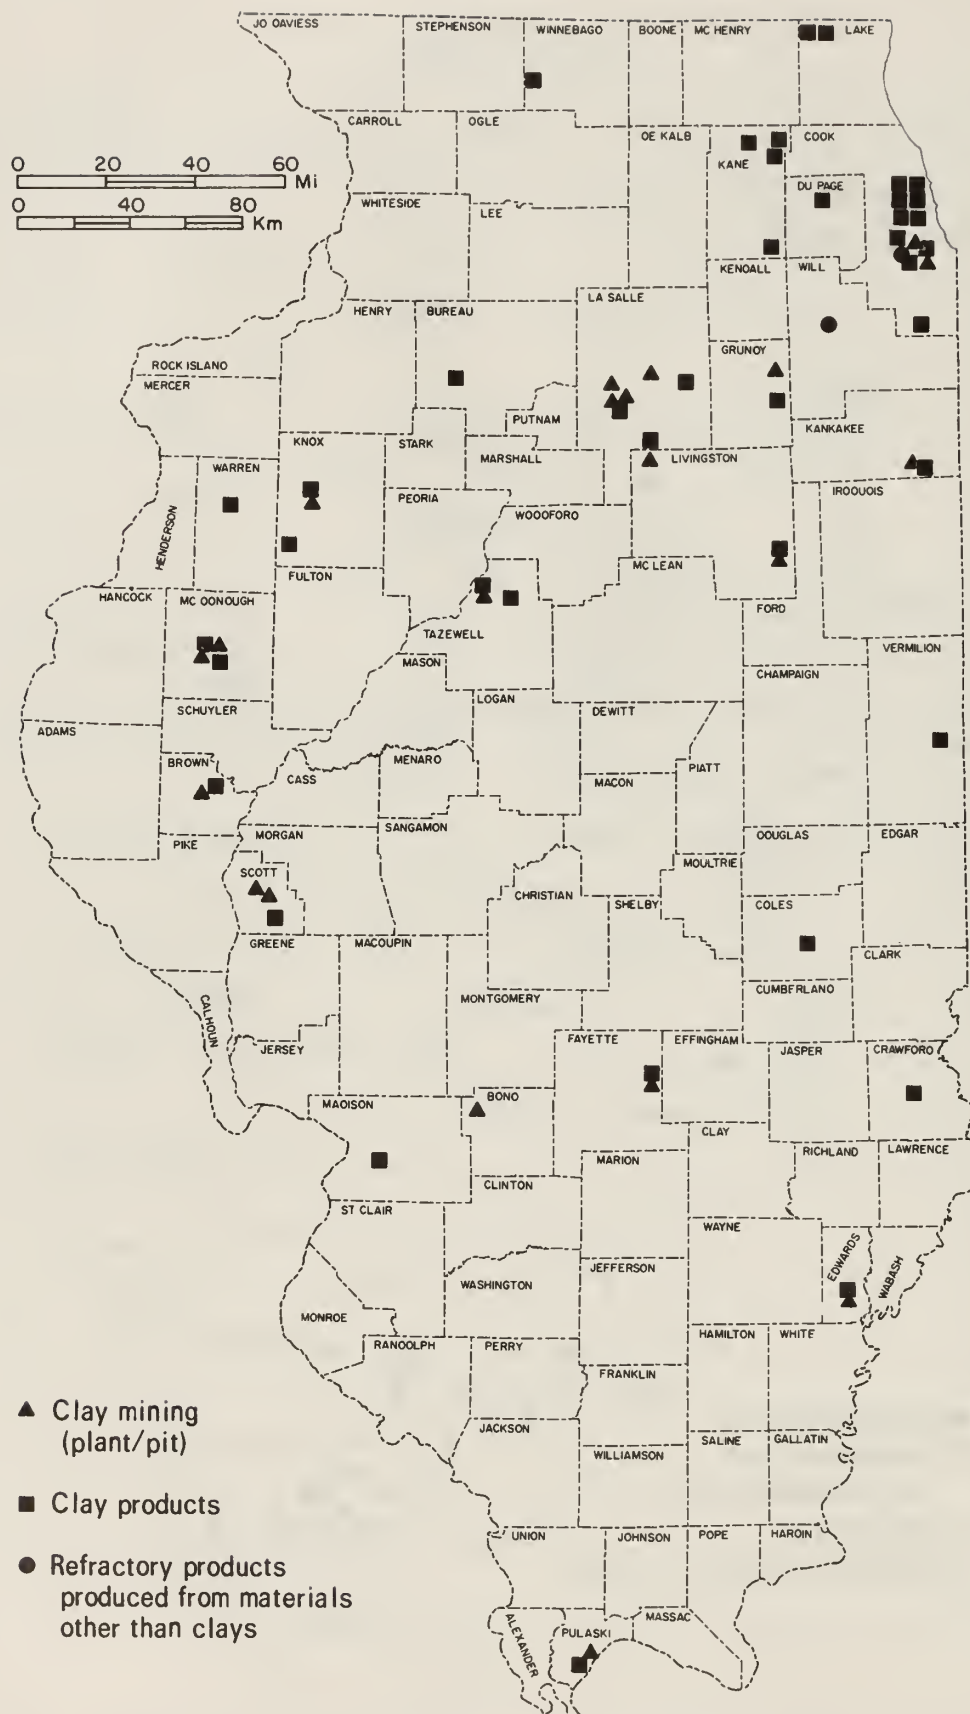 JO OAVIESS STEPHENSON WINNEBAGO BOONE MC HENRY LAKE
CARROLL OGLE OE KALB COOK
0 20 40 60
Mi
KANE
DU PAGE
WHITESIDE LEE
0 40 80
Km
KENOALL WILL
LA SALLE
HENRY BUREAU
GRUNOY
ROCK ISLAND
MERCER
PUTNAM
KANKAKEE
KNOX STARK
MARSHALL LIVINGSTON
WARREN
IROQUOIS
PEORIA
WOOOFORO
HENDERSON
MC LEAN
FULTON
HANCOCK MC OONOUGH
FORD
TAZEWELL
VERMILION
MASON
CHAMPAIGN
LOGAN
SCHUYLER DEWITT
ADAMS
BROWN MENARO
PIATT
CASS
MACON
SANGAMON
MORGAN OOUGLAS EDGAR
PIKE
MOULTRIE
SCOTT
CHRISTIAN SHELBY COLES
GREENE MACOUPIN
CLARK
CUMBERLANO
MONTGOMERY
CALHOUN
FAYETTE EFFINGHAM
JERSEY JASPER CRAWFORO
BONO
MAOISON
CLAY
RICHLAND LAWRENCE
MARION
CLINTON
ST CLAIR
WAYNE
EDWARDS
JEFFERSON
WABASH
WASHINGTON
MONROE
HAMILTON WHITE
RANOOLPH PERRY
FRANKLIN
Clay mining
(plant/pit)
JACKSON
SALINE GALLATIN
WILLIAMSON
Clay products
UNION JOHNSON POPE HAROIN
Refractory products
produced from materials
other than clays
MASSAC
ALEXANDER
PULASKI